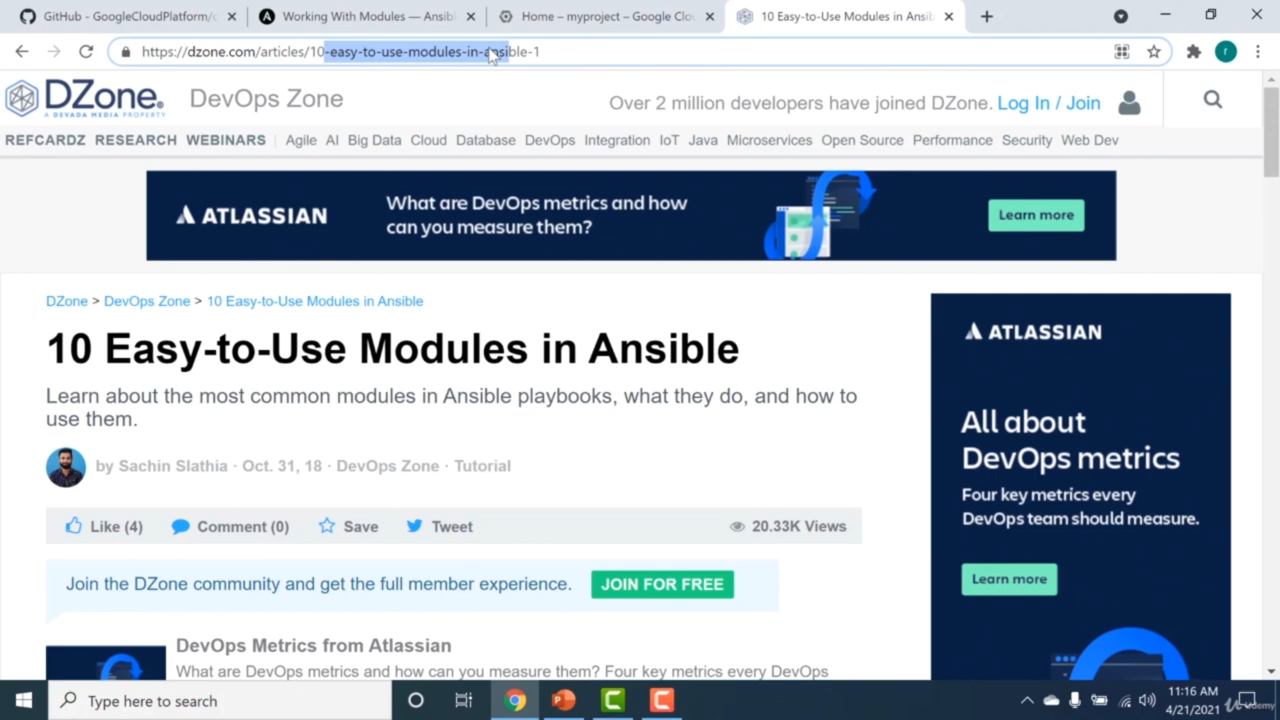 GitHub - GoogleCloudPlatform/c
Working With Modules — Ansibl
Home – myproject – Google Clou
10 Easy-to-Use Modules in Ansib
https://dzone.com/articles/10-easy-to-use-modules-in-ansible-1
r
DZone.
A DEVADA MEDIA PROPERTY
DevOps Zone
Over 2 million developers have joined DZone. Log In / Join
REFCARDZ RESEARCH WEBINARS Agile AI Big Data Cloud Database DevOps Integration IoT Java Microservices Open Source Performance Security Web Dev
ATLASSIAN
What are DevOps metrics and how
can you measure them?
Learn more
DZone > DevOps Zone > 10 Easy-to-Use Modules in Ansible
10 Easy-to-Use Modules in Ansible
Learn about the most common modules in Ansible playbooks, what they do, and how to
use them.
by Sachin Slathia · Oct. 31, 18 · DevOps Zone · Tutorial
Like (4)
Comment (0)
Save
Tweet
20.33K Views
Join the DZone community and get the full member experience.
JOIN FOR FREE
DevOps Metrics from Atlassian
What are DevOps metrics and how can you measure them? Four key metrics every DevOps
ATLASSIAN
All about
DevOps metrics
Four key metrics every
DevOps team should measure.
Learn more
Type here to search
11:16 AM
4/21/2021
Udemy